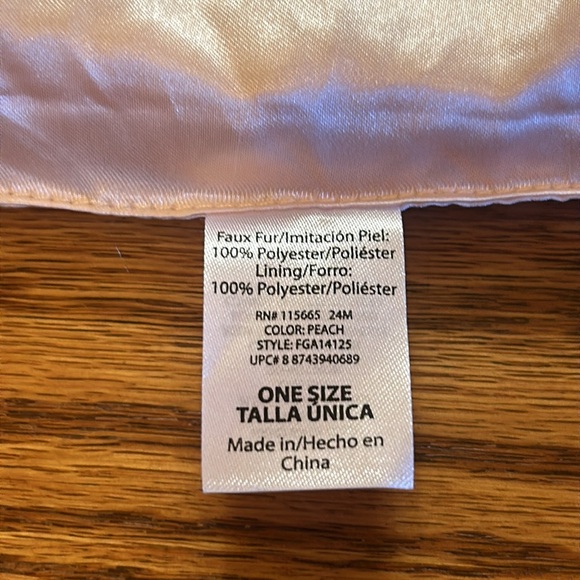 Faux Fur/Imitación Piel:
100% Polyester/Poliéster
Lining/Forro:
100% Polyester/Poliéster
RN# 115665 24M
COLOR: PEACH
STYLE: FGA14125
UPC# 8 8743940689
ONE SIZE
TALLA ÚNICA
Made in/Hecho en
China